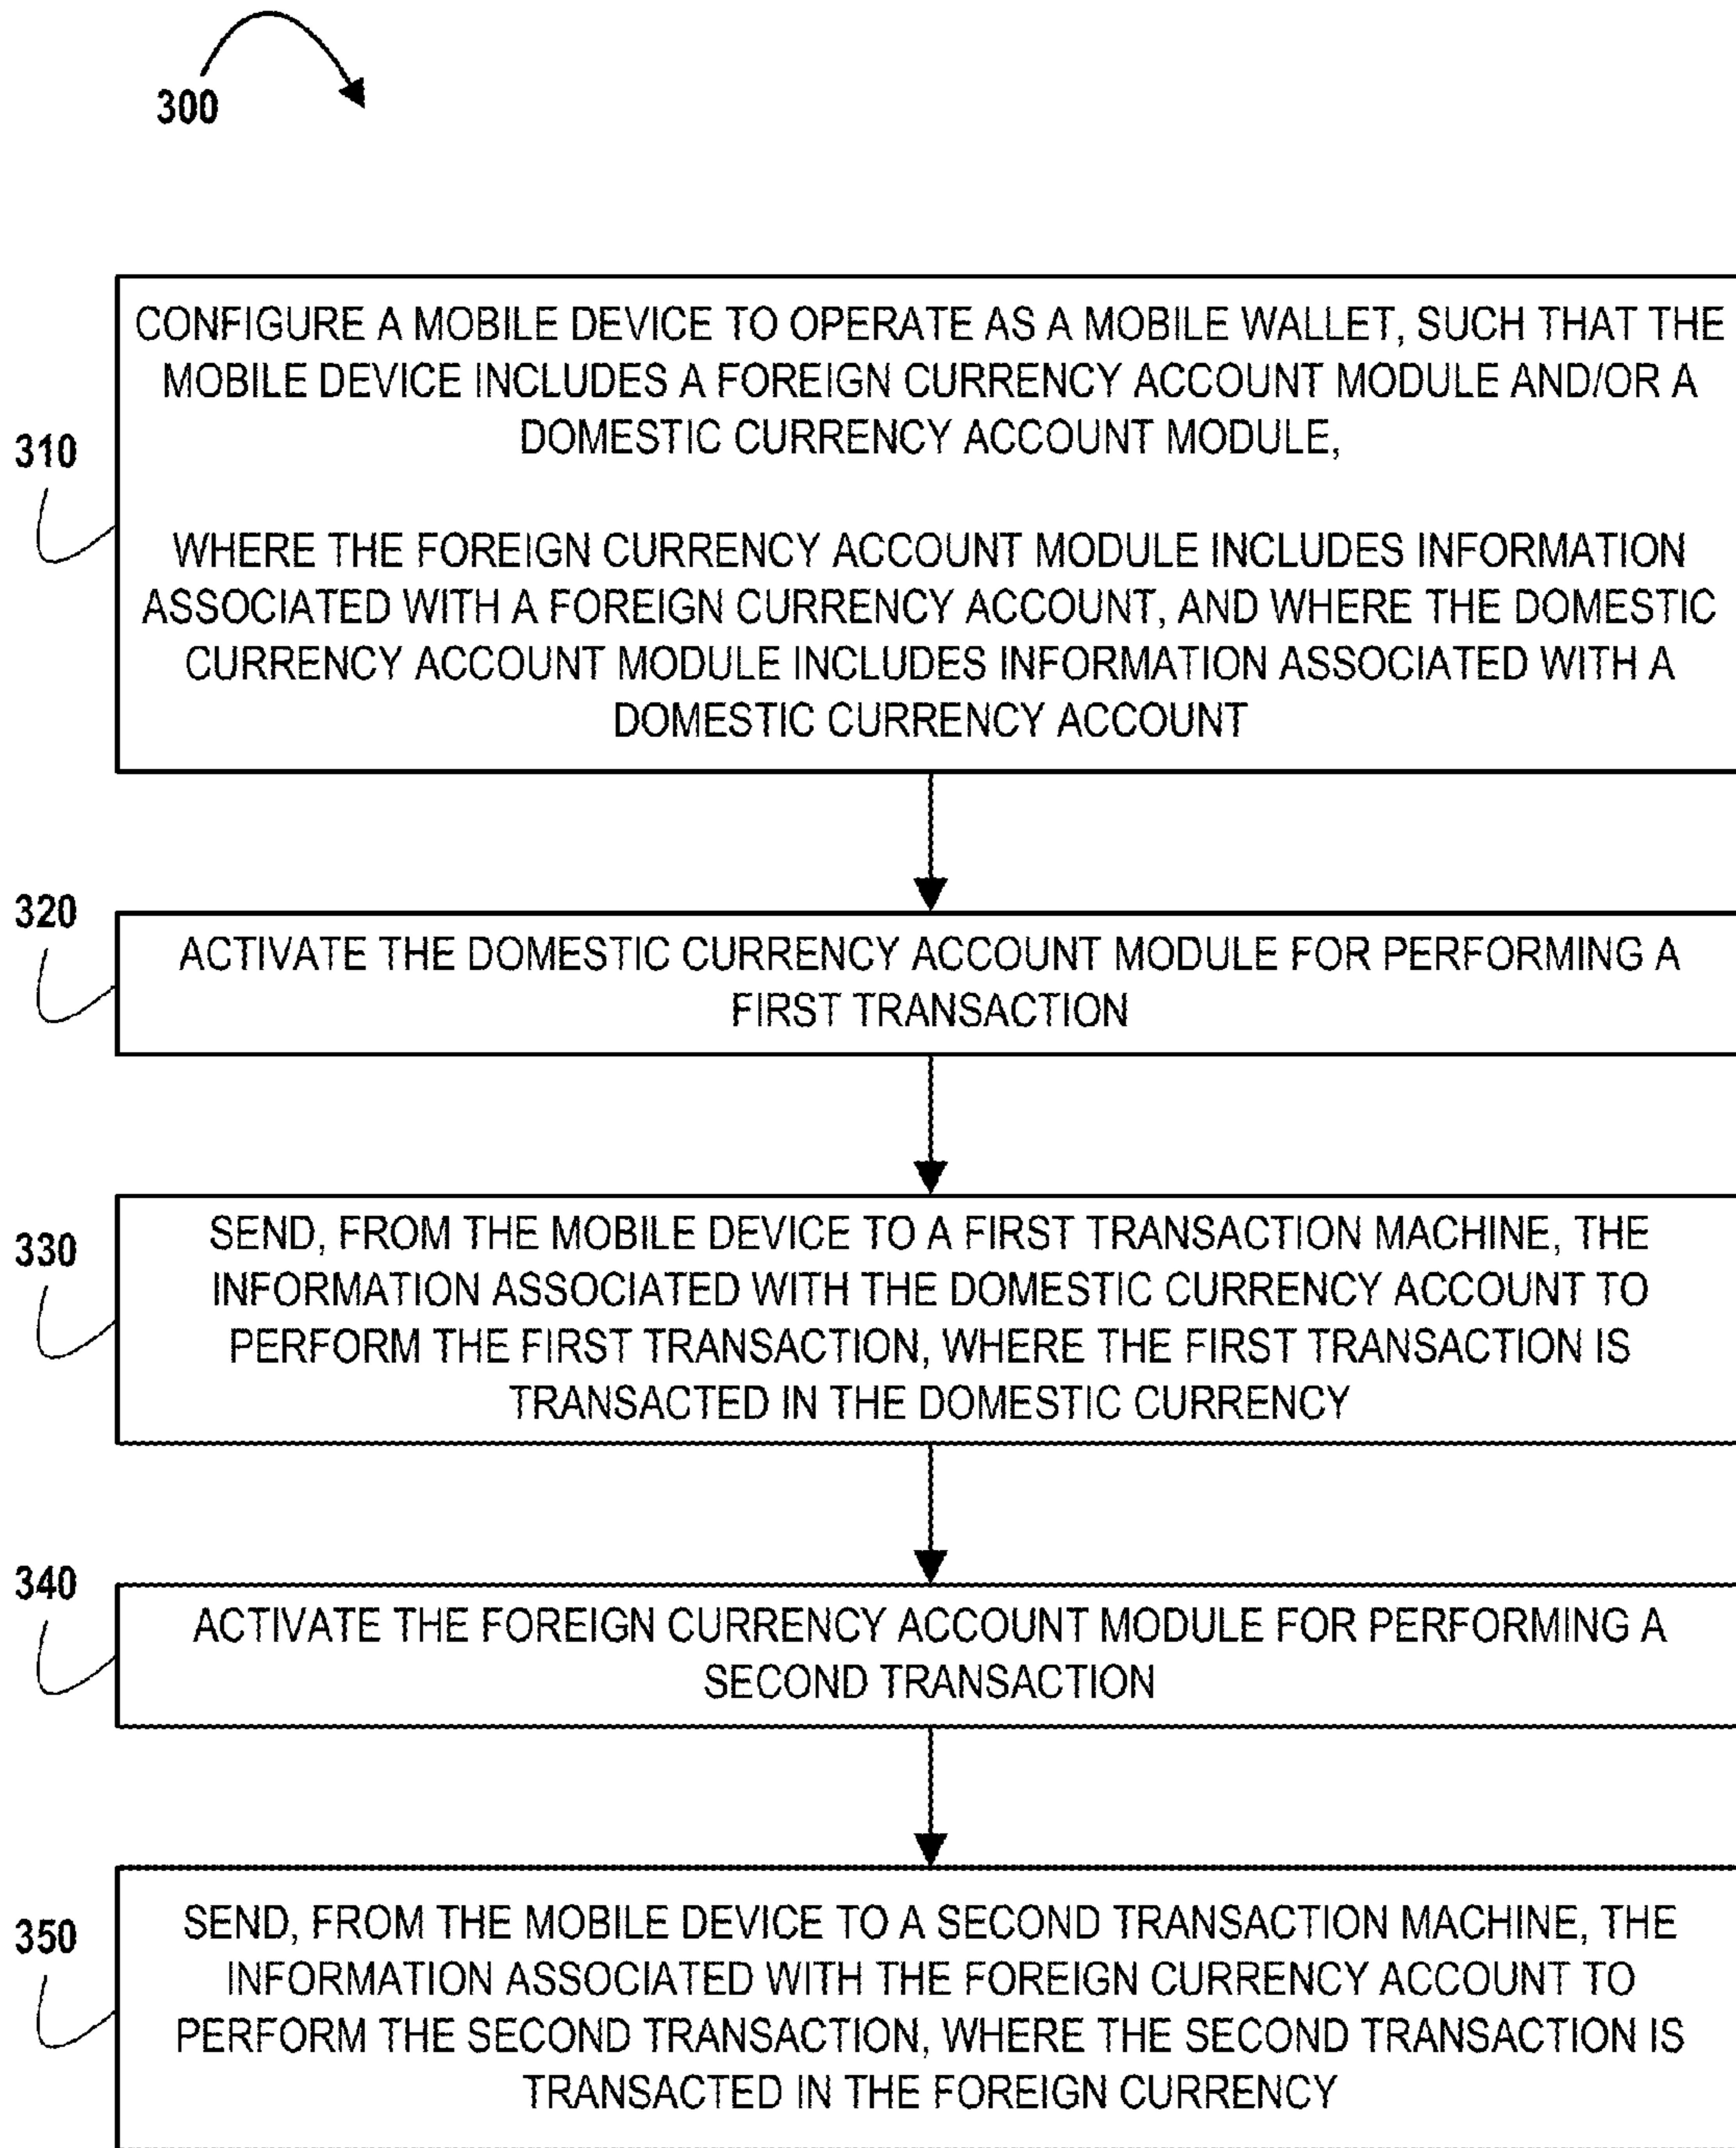 300
CONFIGURE A MOBILE DEVICE TO OPERATE AS A MOBILE WALLET, SUCH THAT THE
MOBILE DEVICE INCLUDES A FOREIGN CURRENCY ACCOUNT MODULE AND/OR A
DOMESTIC CURRENCY ACCOUNT MODULE,
310
WHERE THE FOREIGN CURRENCY ACCOUNT MODULE INCLUDES INFORMATION
ASSOCIATED WITH A FOREIGN CURRENCY ACCOUNT, AND WHERE THE DOMESTIC
CURRENCY ACCOUNT MODULE INCLUDES INFORMATION ASSOCIATED WITH A
DOMESTIC CURRENCY ACCOUNT
320
ACTIVATE THE DOMESTIC CURRENCY ACCOUNT MODULE FOR PERFORMING A
FIRST TRANSACTION
330
SEND, FROM THE MOBILE DEVICE TO A FIRST TRANSACTION MACHINE, THE
INFORMATION ASSOCIATED WITH THE DOMESTIC CURRENCY ACCOUNT TO
PERFORM THE FIRST TRANSACTION, WHERE THE FIRST TRANSACTION IS
TRANSACTED IN THE DOMESTIC CURRENCY
340
ACTIVATE THE FOREIGN CURRENCY ACCOUNT MODULE FOR PERFORMING A
SECOND TRANSACTION
350
SEND, FROM THE MOBILE DEVICE TO A SECOND TRANSACTION MACHINE, THE
INFORMATION ASSOCIATED WITH THE FOREIGN CURRENCY ACCOUNT TO
PERFORM THE SECOND TRANSACTION, WHERE THE SECOND TRANSACTION IS
TRANSACTED IN THE FOREIGN CURRENCY